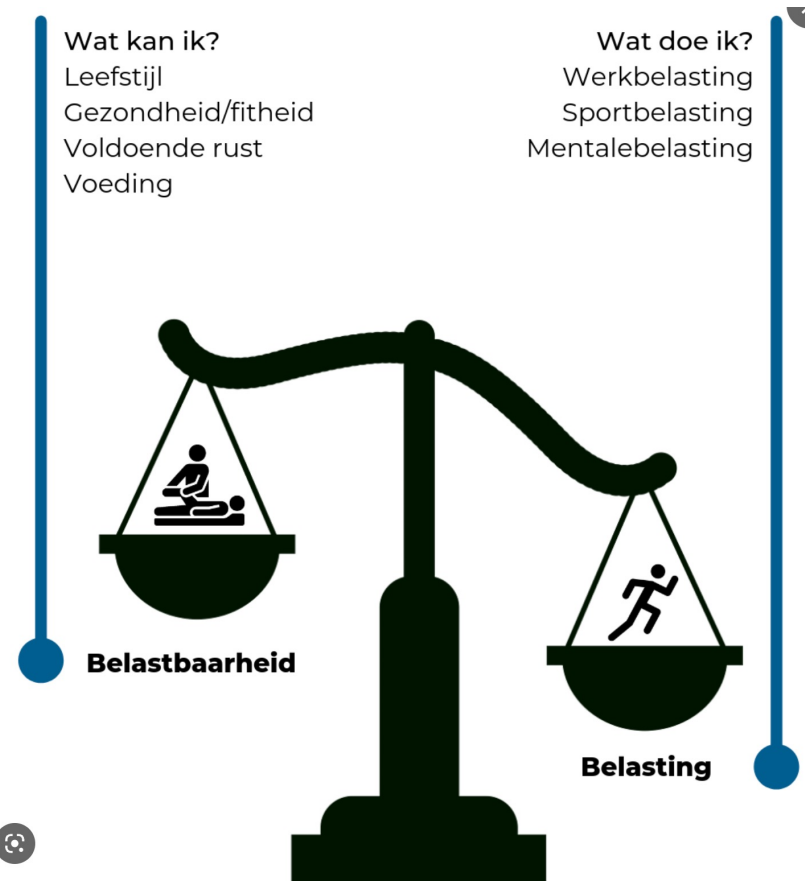 Wat kan ik?
Leefstijl
Gezondheid/fitheid
Voldoende rust
Voeding
Wat doe ik?
Werkbelasting
Sportbelasting
Mentalebelasting
Belastbaarheid
Belasting